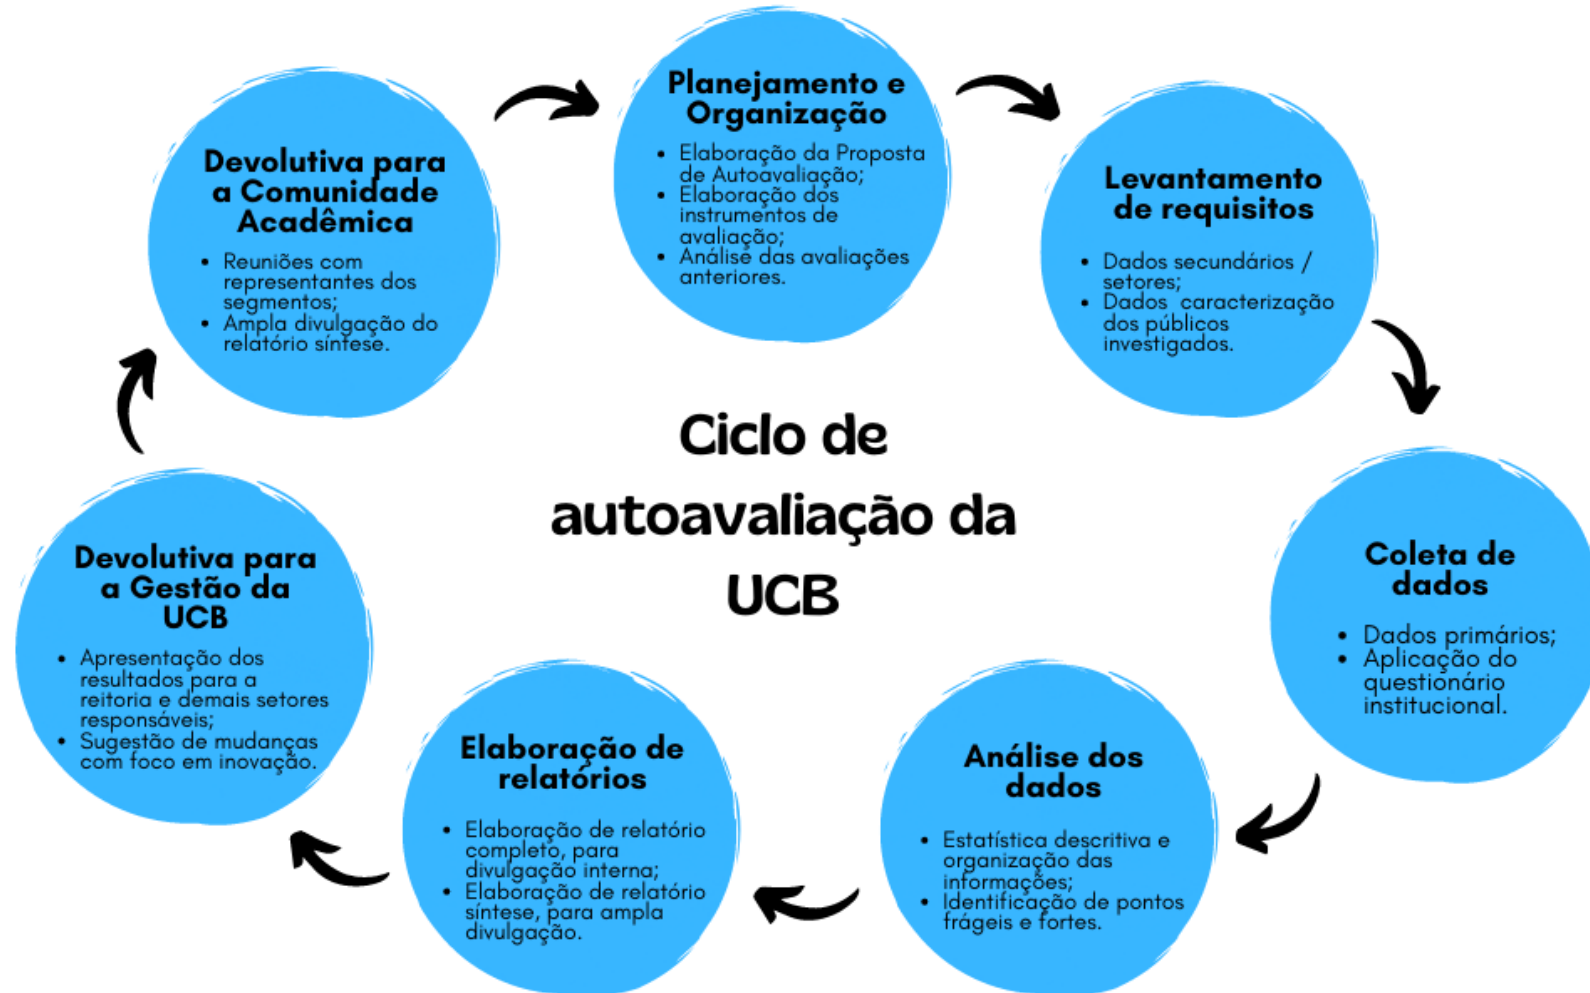 Planejamento e
Organização
• Elaboração da Proposta
de Autoavaliação;
• Elaboração dos
instrumentos de
avaliação;
• Análise das avaliações
anteriores.
Levantamento
de requisitos
• Dados secundários /
setores;
• Dados caracterização
dos públicos
investigados.
Coleta de
dados
• Dados primários;
• Aplicação do
questionário
institucional.
Análise dos
dados
• Estatística descritiva e
organização das
informações;
• Identificação de pontos
frágeis e fortes.
Elaboração de
relatórios
• Elaboração de relatório
completo, para
divulgação interna;
• Elaboração de relatório
síntese, para ampla
divulgação.
Devolutiva para
a Gestão da
UCB
• Apresentação dos
resultados para a
reitoria e demais setores
responsáveis;
• Sugestão de mudanças
com foco em inovação.
Devolutiva para
a Comunidade
Acadêmica
• Reuniões com
representantes dos
segmentos;
• Ampla divulgação do
relatório síntese.
Ciclo de
autoavaliação da
UCB